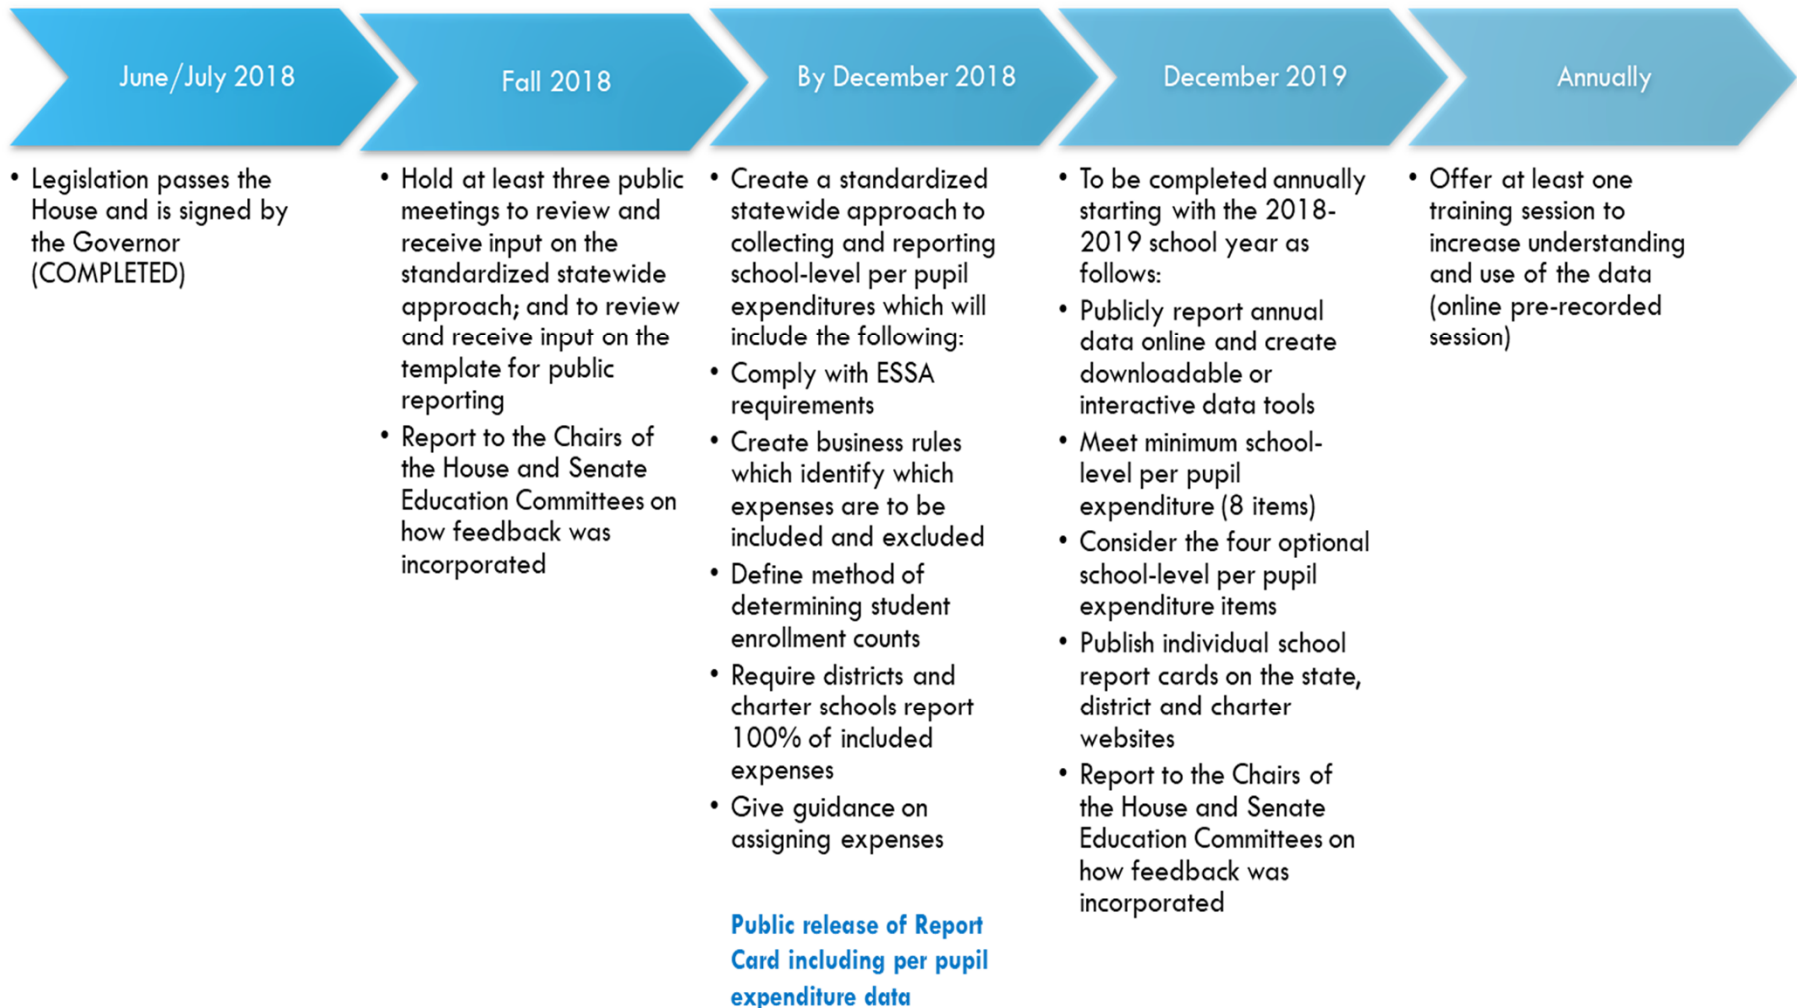 June/July 2018
Fall 2018
By December 2018
December 2019
Annually
• Legislation passes the
House and is signed by
the Governor
(COMPLETED)
• Hold at least three public
meetings to review and
receive input on the
standardized statewide
approach; and to review
and receive input on the
template for public
reporting
• Report to the Chairs of
the House and Senate
Education Committees on
how feedback was
incorporated
• Create a standardized
statewide approach to
collecting and reporting
school-level per pupil
expenditures which will
include the following:
• Comply with ESSA
requirements
• Create business rules
which identify which
expenses are to be
included and excluded
• Define method of
determining student
enrollment counts
• Require districts and
charter schools report
100% of included
expenses
• Give guidance on
assigning expenses
Public release of Report
Card including per pupil
expenditure data
• To be completed annually
starting with the 2018-
2019 school year as
follows:
• Publicly report annual
data online and create
downloadable or
interactive data tools
• Meet minimum school-
level per pupil
expenditure (8 items)
• Consider the four optional
school-level per pupil
expenditure items
• Publish individual school
report cards on the state,
district and charter
websites
• Report to the Chairs of
the House and Senate
Education Committees on
how feedback was
incorporated
• Offer at least one
training session to
increase understanding
and use of the data
(online pre-recorded
session)